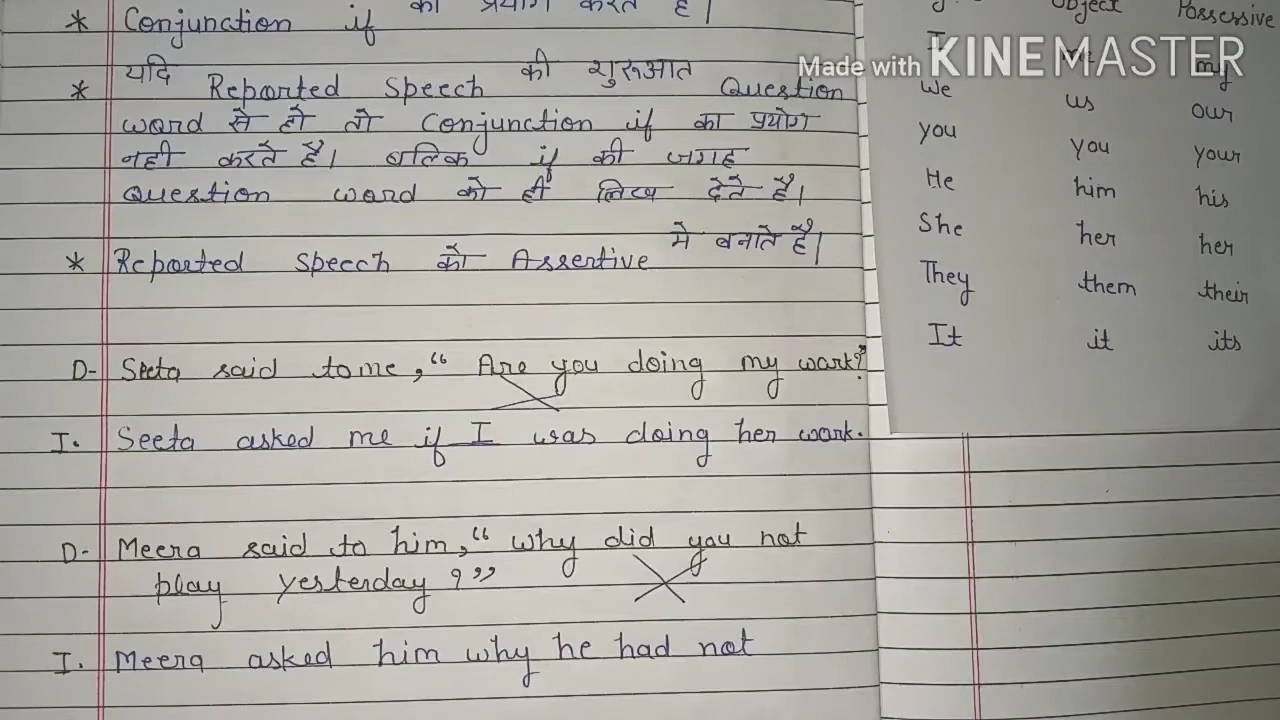 * Conjunction if का प्रयोग करते है।
* यदि Reported Speech की शुरूआत Question
word से हो तो Conjunction if का प्रयोग
नही करते है। बल्कि if की जगह
Question word को ही लिख देते है।
* Reported Speech को Assertive मे बनाते है।
D- Seeta said to me, “Are you doing my work?
I. Seeta asked me if I was doing her work.
D- Meera said to him, “why did you not
play yesterday?”
I. Meera asked him why he had not
Object Possessive
I me my
We us our
you you your
He him his
She her her
They them their
It it its
Made with KINEMASTER